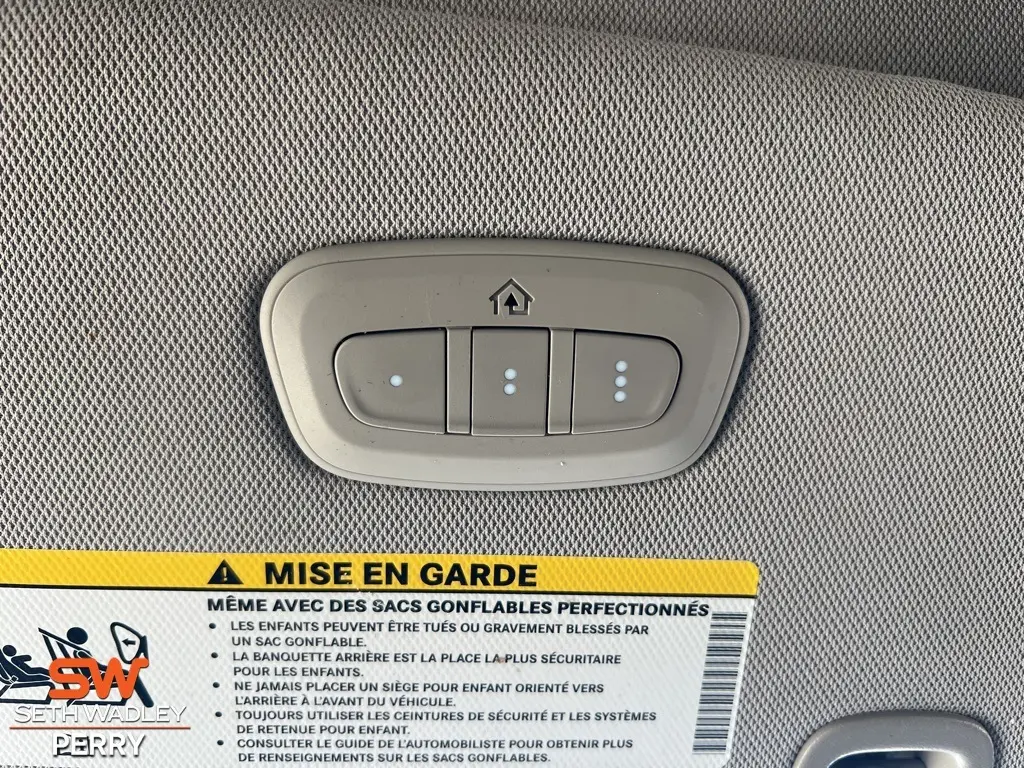 MISE EN GARDE
MÊME AVEC DES SACS GONFLABLES PERFECTIONNÉS
• LES ENFANTS PEUVENT ÊTRE TUÉS OU GRAVEMENT BLESSÉS PAR
UN SAC GONFLABLE.
• LA BANQUETTE ARRIÈRE EST LA PLACE LA PLUS SÉCURITAIRE
POUR LES ENFANTS.
• NE JAMAIS PLACER UN SIÈGE POUR ENFANT ORIENTÉ VERS
L'ARRIÈRE À L'AVANT DU VÉHICULE.
• TOUJOURS UTILISER LES CEINTURES DE SÉCURITÉ ET LES SYSTÈMES
DE RETENUE POUR ENFANT.
• CONSULTER LE GUIDE DE L'AUTOMOBILISTE POUR OBTENIR PLUS
DE RENSEIGNEMENTS SUR LES SACS GONFLABLES.
SW
SETH WADLEY
PERRY